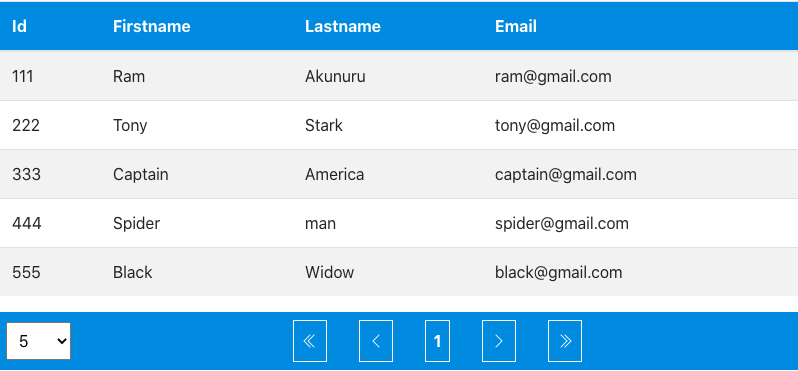 Id Firstname Lastname Email
111 Ram Akunuru ram@gmail.com
222 Tony Stark tony@gmail.com
333 Captain America captain@gmail.com
444 Spider man spider@gmail.com
555 Black Widow black@gmail.com
5 1